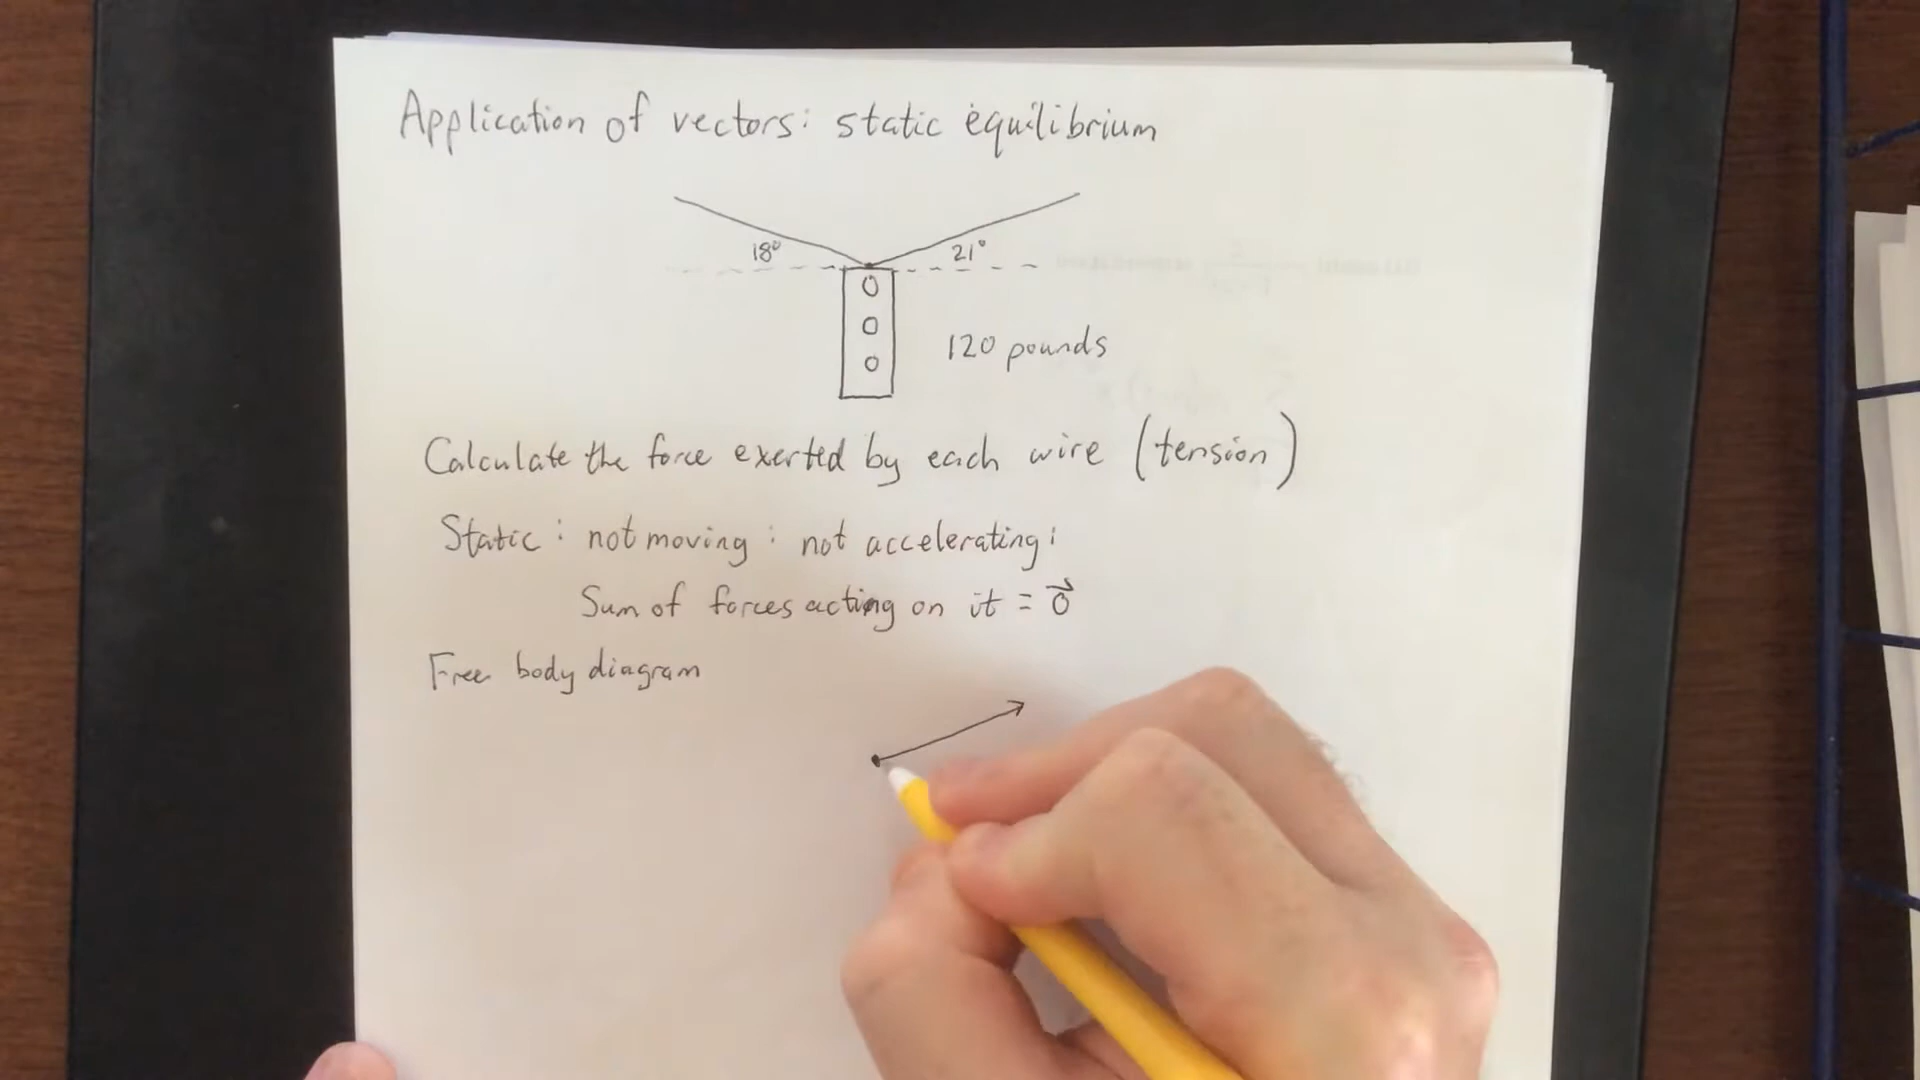 Application of vectors: static equilibrium
18° 21°
120 pounds
Calculate the force exerted by each wire (tension)
Static : not moving : not accelerating :
Sum of forces acting on it = 0⃗
Free body diagram